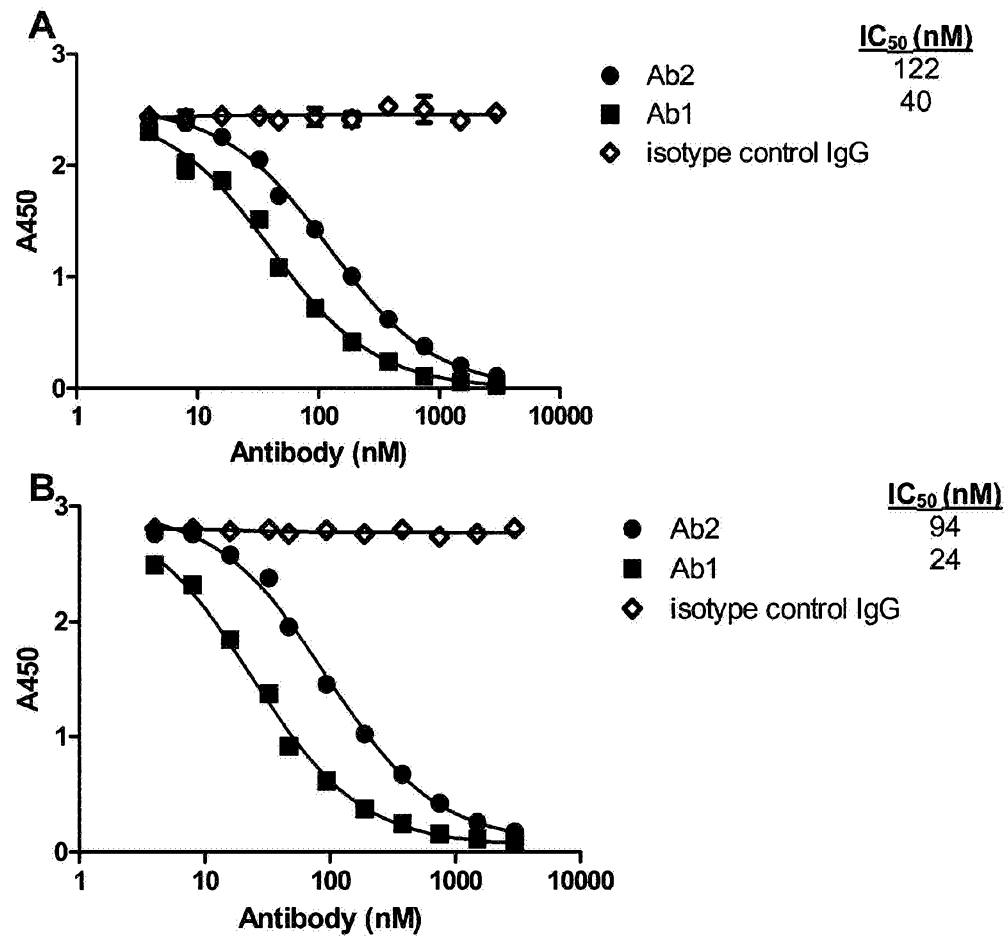 A
IC50 (nM)
Ab2 122
Ab1 40
isotype control IgG
3
2
1
0
A450
1 10 100 1000 10000
Antibody (nM)
B
IC50 (nM)
Ab2 94
Ab1 24
isotype control IgG
3
2
1
0
A450
1 10 100 1000 10000
Antibody (nM)